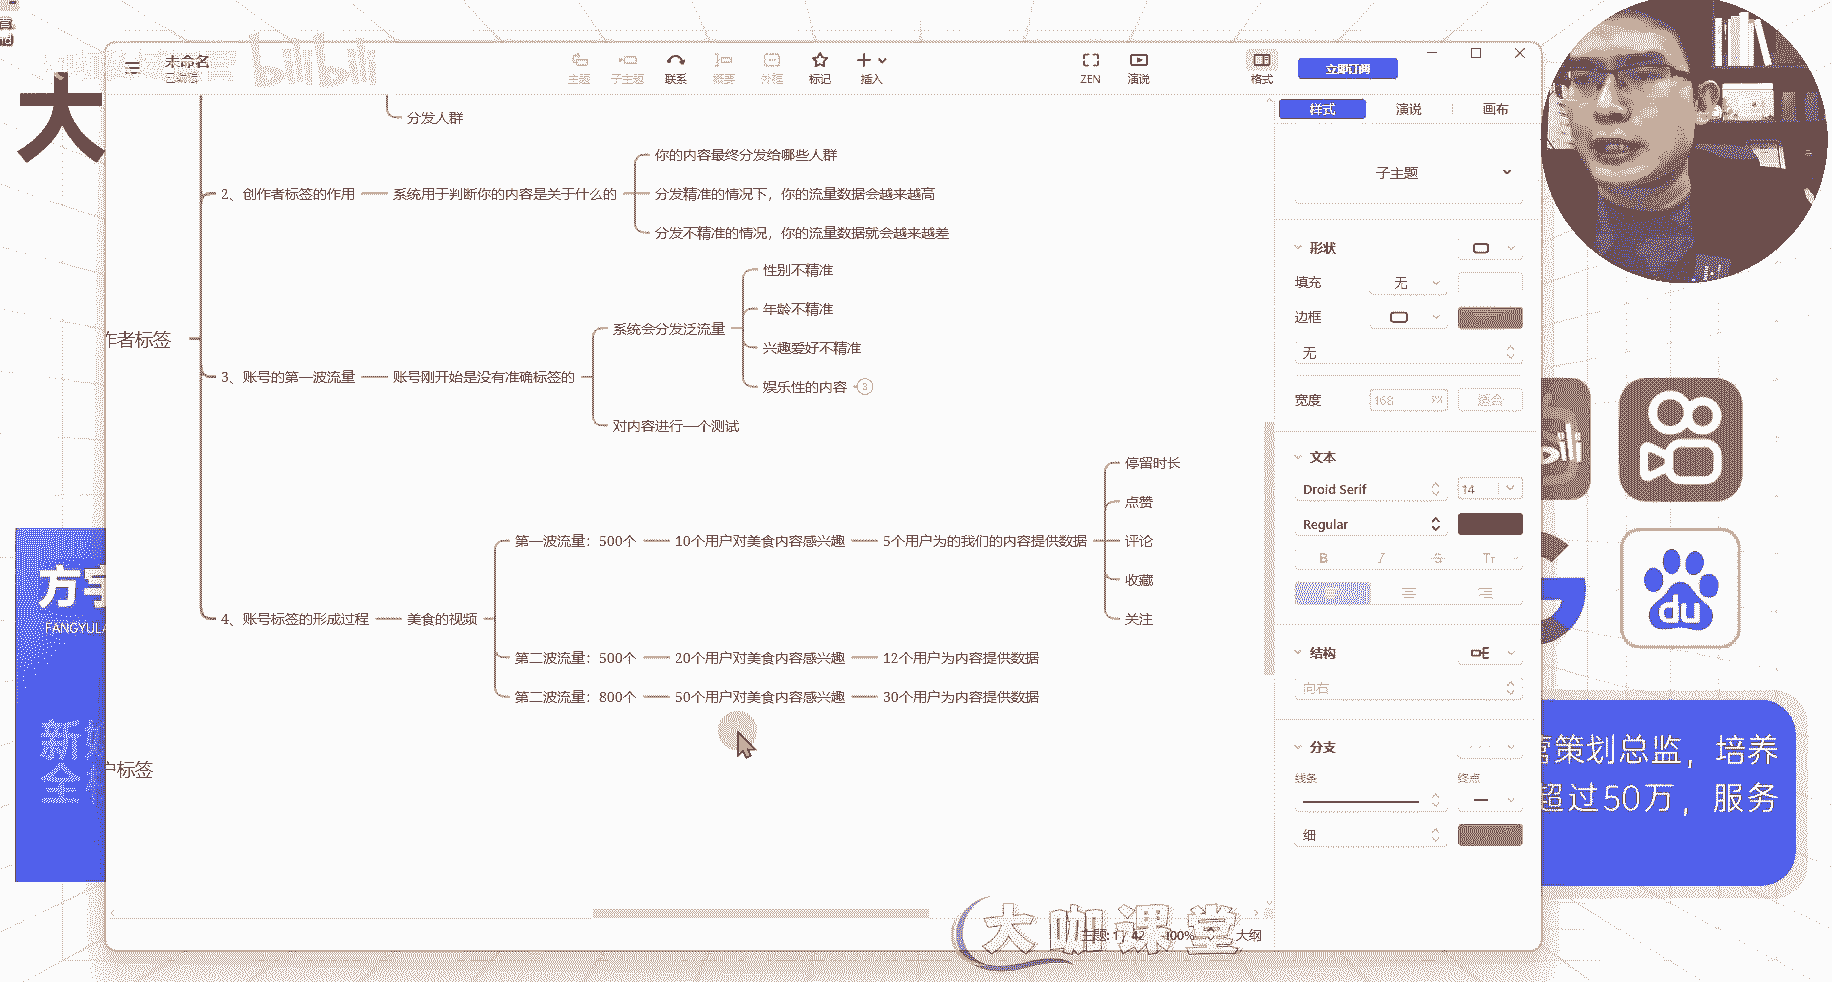 未命名
bilibili
主题
子主题
联系
概要
外框
标记
插入
ZEN
演说
格式
立即订阅
大
样式
演说
画布
分发人群
子主题
2、创作者标签的作用
系统用于判断你的内容是关于什么的
你的内容最终分发给哪些人群
分发精准的情况下，你的流量数据会越来越高
分发不精准的情况，你的流量数据就会越来越差
作者标签
3、账号的第一波流量
账号刚开始是没有准确标签的
系统会分发泛流量
性别不精准
年龄不精准
兴趣爱好不精准
娱乐性的内容
3
对内容进行一个测试
4、账号标签的形成过程
美食的视频
第一波流量：500个
10个用户对美食内容感兴趣
5个用户为的我们的内容提供数据
停留时长
点赞
评论
收藏
关注
第二波流量：500个
20个用户对美食内容感兴趣
12个用户为内容提供数据
第二波流量：800个
50个用户对美食内容感兴趣
30个用户为内容提供数据
户标签
形状
填充
无
边框
无
宽度
168
适合
文本
Droid Serif
14
Regular
B
I
S
Tт
结构
向右
分支
线条
终点
细
方宇
FANGYULA
新
全
bili
du
营策划总监，培养
超过50万，服务
大咖课堂
主题: 1 / 42
100%
大纲